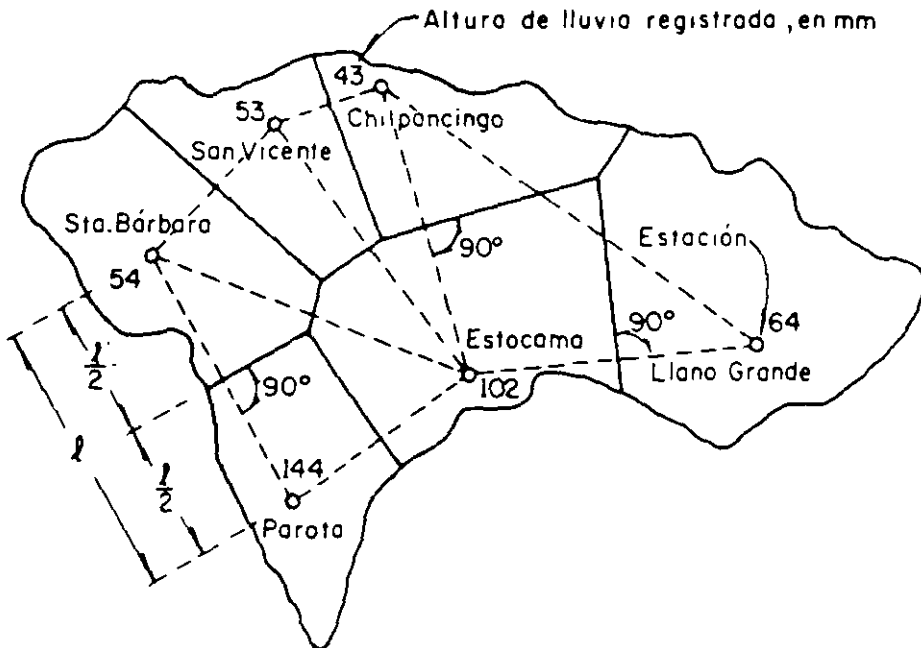 Altura de lluvia registrada, en mm
43
53
Chilpancingo
San Vicente
Sta. Bárbara
90°
Estación
54
64
Estocama
90°
Llano Grande
102
ℓ/2
90°
ℓ
144
ℓ/2
Parota